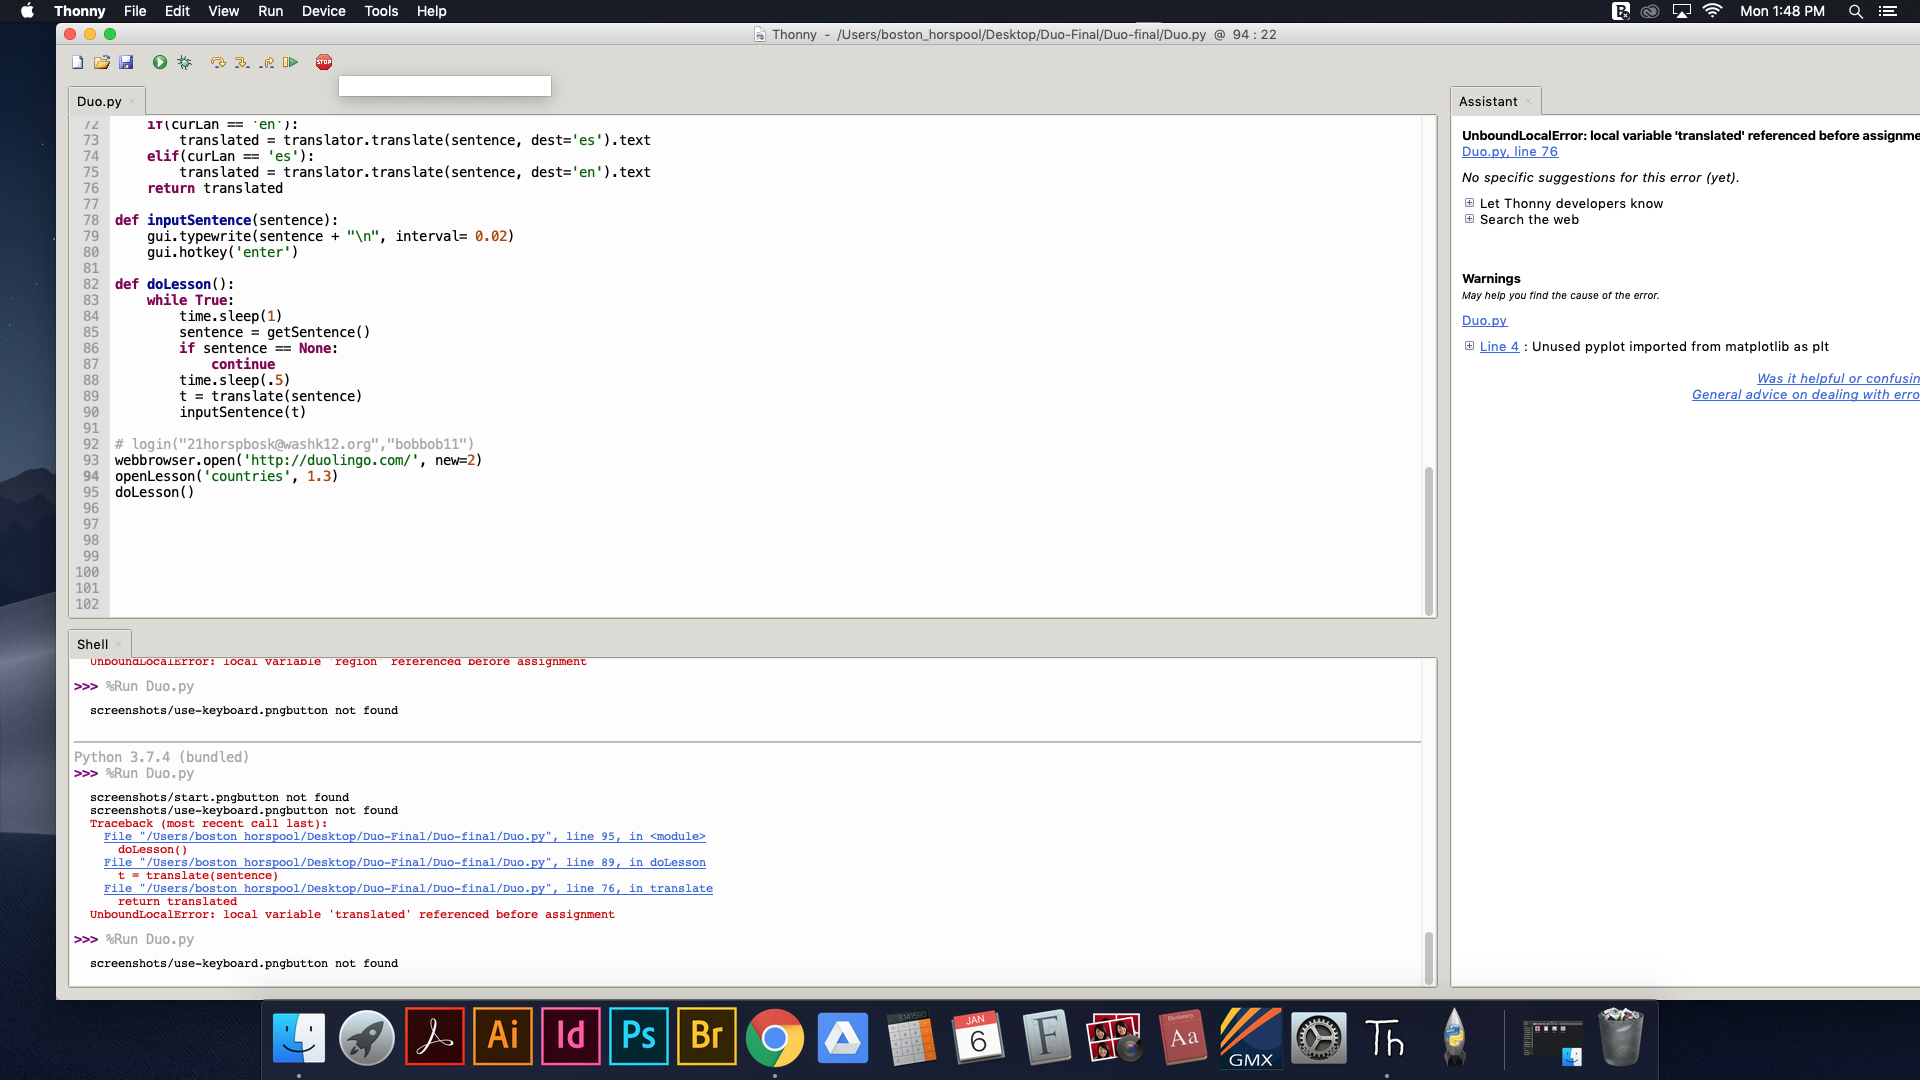 Thonny File Edit View Run Device Tools Help Mon 1:48 PM
Thonny - /Users/boston_horspool/Desktop/Duo-Final/Duo-final/Duo.py @ 94 : 22
STOP
Duo.py
72 if(curLan == 'en'):
73 translated = translator.translate(sentence, dest='es').text
74 elif(curLan == 'es'):
75 translated = translator.translate(sentence, dest='en').text
76 return translated
77
78 def inputSentence(sentence):
79 gui.typewrite(sentence + "\n", interval= 0.02)
80 gui.hotkey('enter')
81
82 def doLesson():
83 while True:
84 time.sleep(1)
85 sentence = getSentence()
86 if sentence == None:
87 continue
88 time.sleep(.5)
89 t = translate(sentence)
90 inputSentence(t)
91
92 # login("21horspbosk@washk12.org","bobbob11")
93 webbrowser.open('http://duolingo.com/', new=2)
94 openLesson('countries', 1.3)
95 doLesson()
96
97
98
99
100
101
102
Shell
UnboundLocalError: local variable 'region' referenced before assignment
>>> %Run Duo.py
screenshots/use-keyboard.pngbutton not found
Python 3.7.4 (bundled)
>>> %Run Duo.py
screenshots/start.pngbutton not found
screenshots/use-keyboard.pngbutton not found
Traceback (most recent call last):
File "/Users/boston_horspool/Desktop/Duo-Final/Duo-final/Duo.py", line 95, in <module>
doLesson()
File "/Users/boston_horspool/Desktop/Duo-Final/Duo-final/Duo.py", line 89, in doLesson
t = translate(sentence)
File "/Users/boston_horspool/Desktop/Duo-Final/Duo-final/Duo.py", line 76, in translate
return translated
UnboundLocalError: local variable 'translated' referenced before assignment
>>> %Run Duo.py
screenshots/use-keyboard.pngbutton not found
Assistant
UnboundLocalError: local variable 'translated' referenced before assignme
Duo.py, line 76
No specific suggestions for this error (yet).
Let Thonny developers know
Search the web
Warnings
May help you find the cause of the error.
Duo.py
Line 4 : Unused pyplot imported from matplotlib as plt
Was it helpful or confusin
General advice on dealing with erro
Ai Id Ps Br JAN 6 F Aa GMX Th